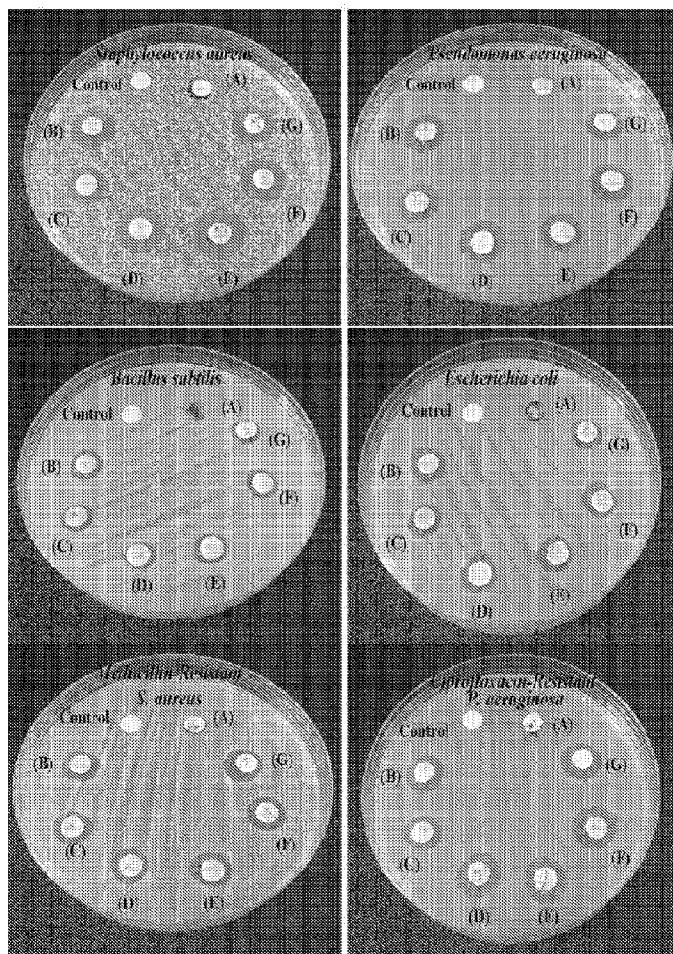 Staphylococcus aureus
Control
(A)
(B)
(G)
(C)
(F)
(D)
(E)
Pseudomonas aeruginosa
Control
(A)
(B)
(G)
(C)
(F)
(D)
E)
Bacillus subtilis
Control
(A)
(G)
(B)
(F)
(C)
(D)
(E)
Escherichia coli
Control
(A)
(G)
(B)
(F)
(C)
(D)
(E)
Methicillin-Resistant
S. aureus
Control
(A)
(B)
(G)
(C)
(F)
(D)
(E)
Ciprofloxacin-Resistant
P. aeruginosa
Control
(A)
(B)
(G)
(C)
(F)
(D)
(E)